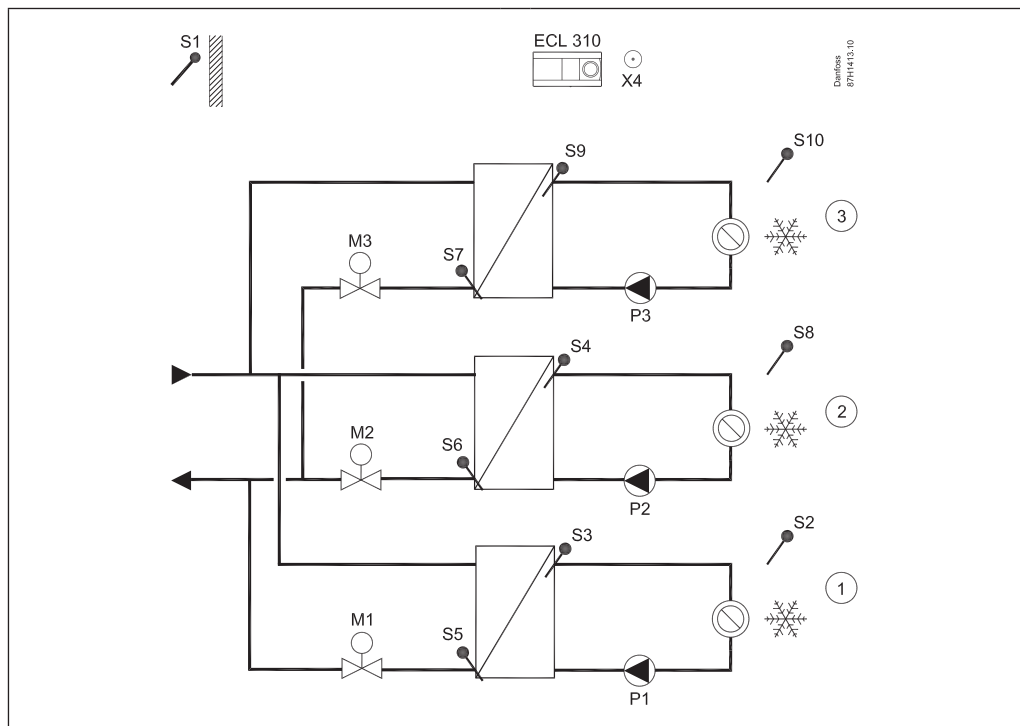 S1
ECL 310
X4
Danfoss
87H1413.10
S10
S9
3
M3
S7
P3
S8
S4
2
M2
S6
P2
S2
S3
1
M1
S5
P1